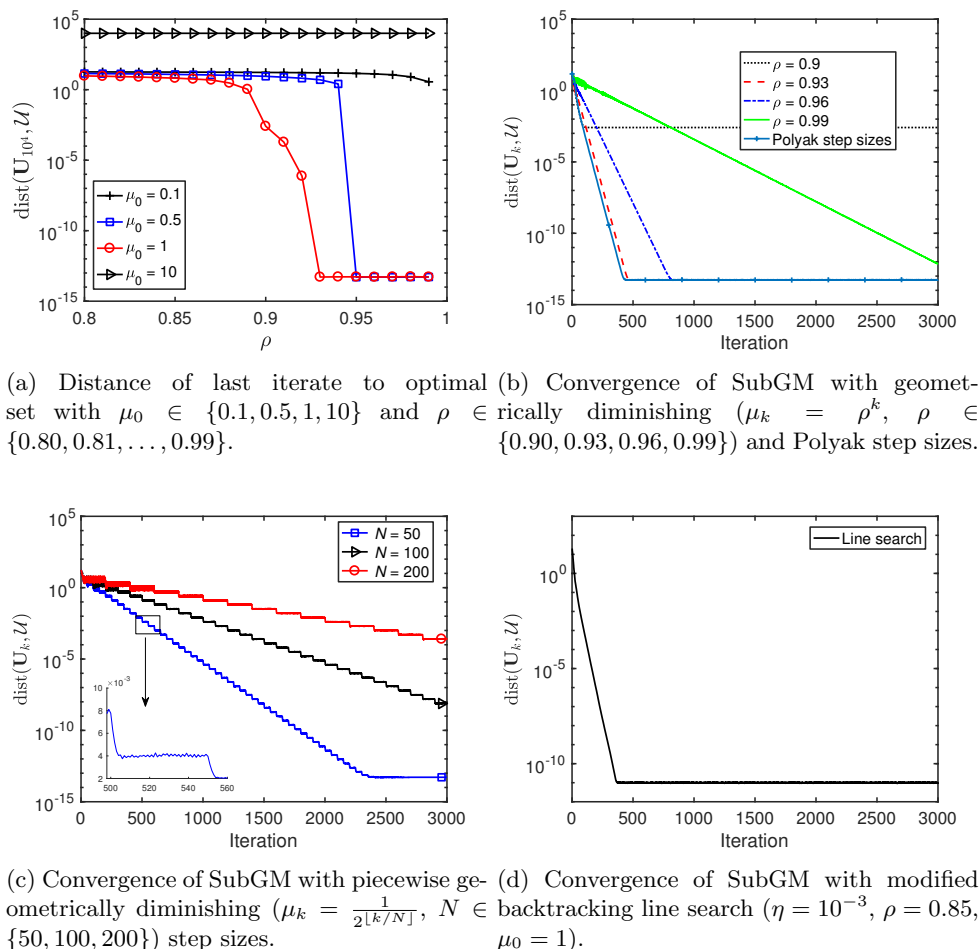 10^5
10^0
10^-5
10^-10
10^-15
dist(U_{10^4}, 𝒰)
μ_0 = 0.1
μ_0 = 0.5
μ_0 = 1
μ_0 = 10
0.8 0.85 0.9 0.95 1
ρ
10^5
10^0
10^-5
10^-10
10^-15
dist(U_k, 𝒰)
ρ = 0.9
ρ = 0.93
ρ = 0.96
ρ = 0.99
Polyak step sizes
0 500 1000 1500 2000 2500 3000
Iteration
(a) Distance of last iterate to optimal
set with μ_0 ∈ {0.1, 0.5, 1, 10} and ρ ∈
{0.80, 0.81, . . . , 0.99}.
(b) Convergence of SubGM with geomet-
rically diminishing (μ_k = ρ^k, ρ ∈
{0.90, 0.93, 0.96, 0.99}) and Polyak step sizes.
10^5
10^0
10^-5
10^-10
10^-15
dist(U_k, 𝒰)
N = 50
N = 100
N = 200
10 × 10^-3
8
6
4
2
500 520 540 560
0 500 1000 1500 2000 2500 3000
Iteration
10^0
10^-5
10^-10
dist(U_k, 𝒰)
Line search
0 500 1000 1500 2000 2500 3000
Iteration
(c) Convergence of SubGM with piecewise ge-
ometrically diminishing (μ_k = 1/2^{⌊k/N⌋}, N ∈
{50, 100, 200}) step sizes.
(d) Convergence of SubGM with modified
backtracking line search (η = 10^-3, ρ = 0.85,
μ_0 = 1).